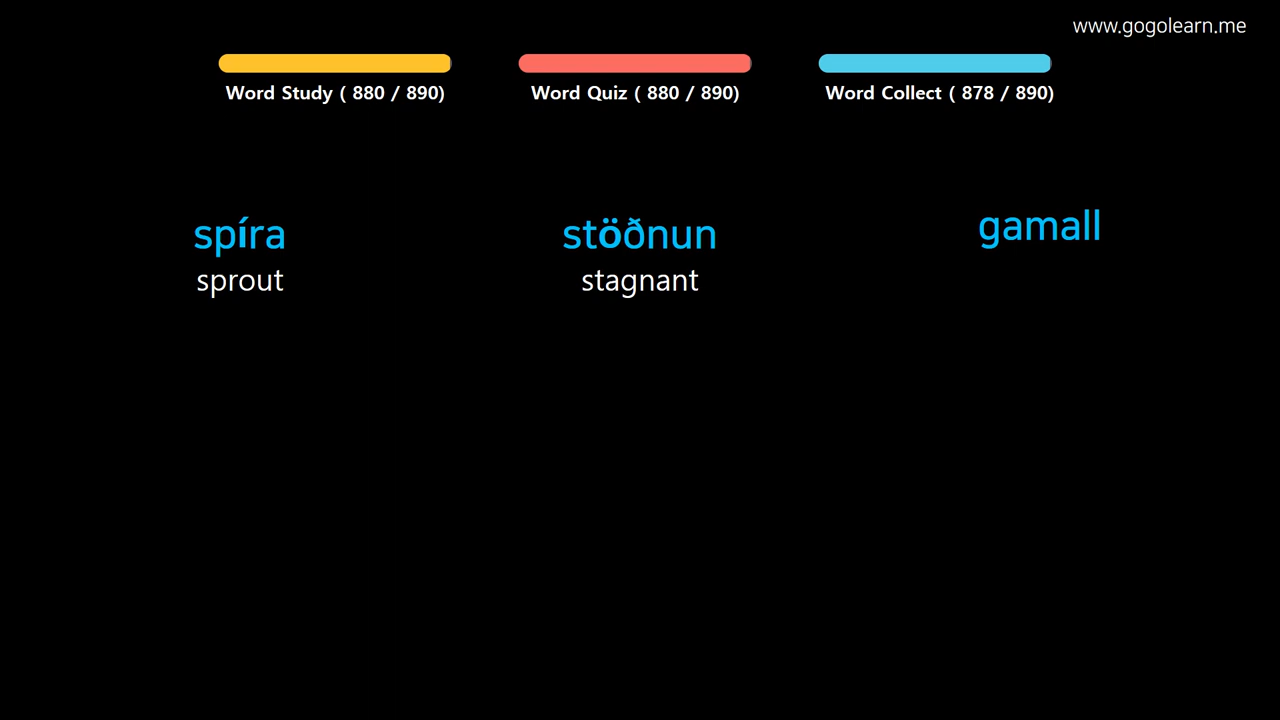 www.gogolearn.me
Word Study ( 880 / 890)
Word Quiz ( 880 / 890)
Word Collect ( 878 / 890)
spíra
stöðnun
gamall
sprout
stagnant